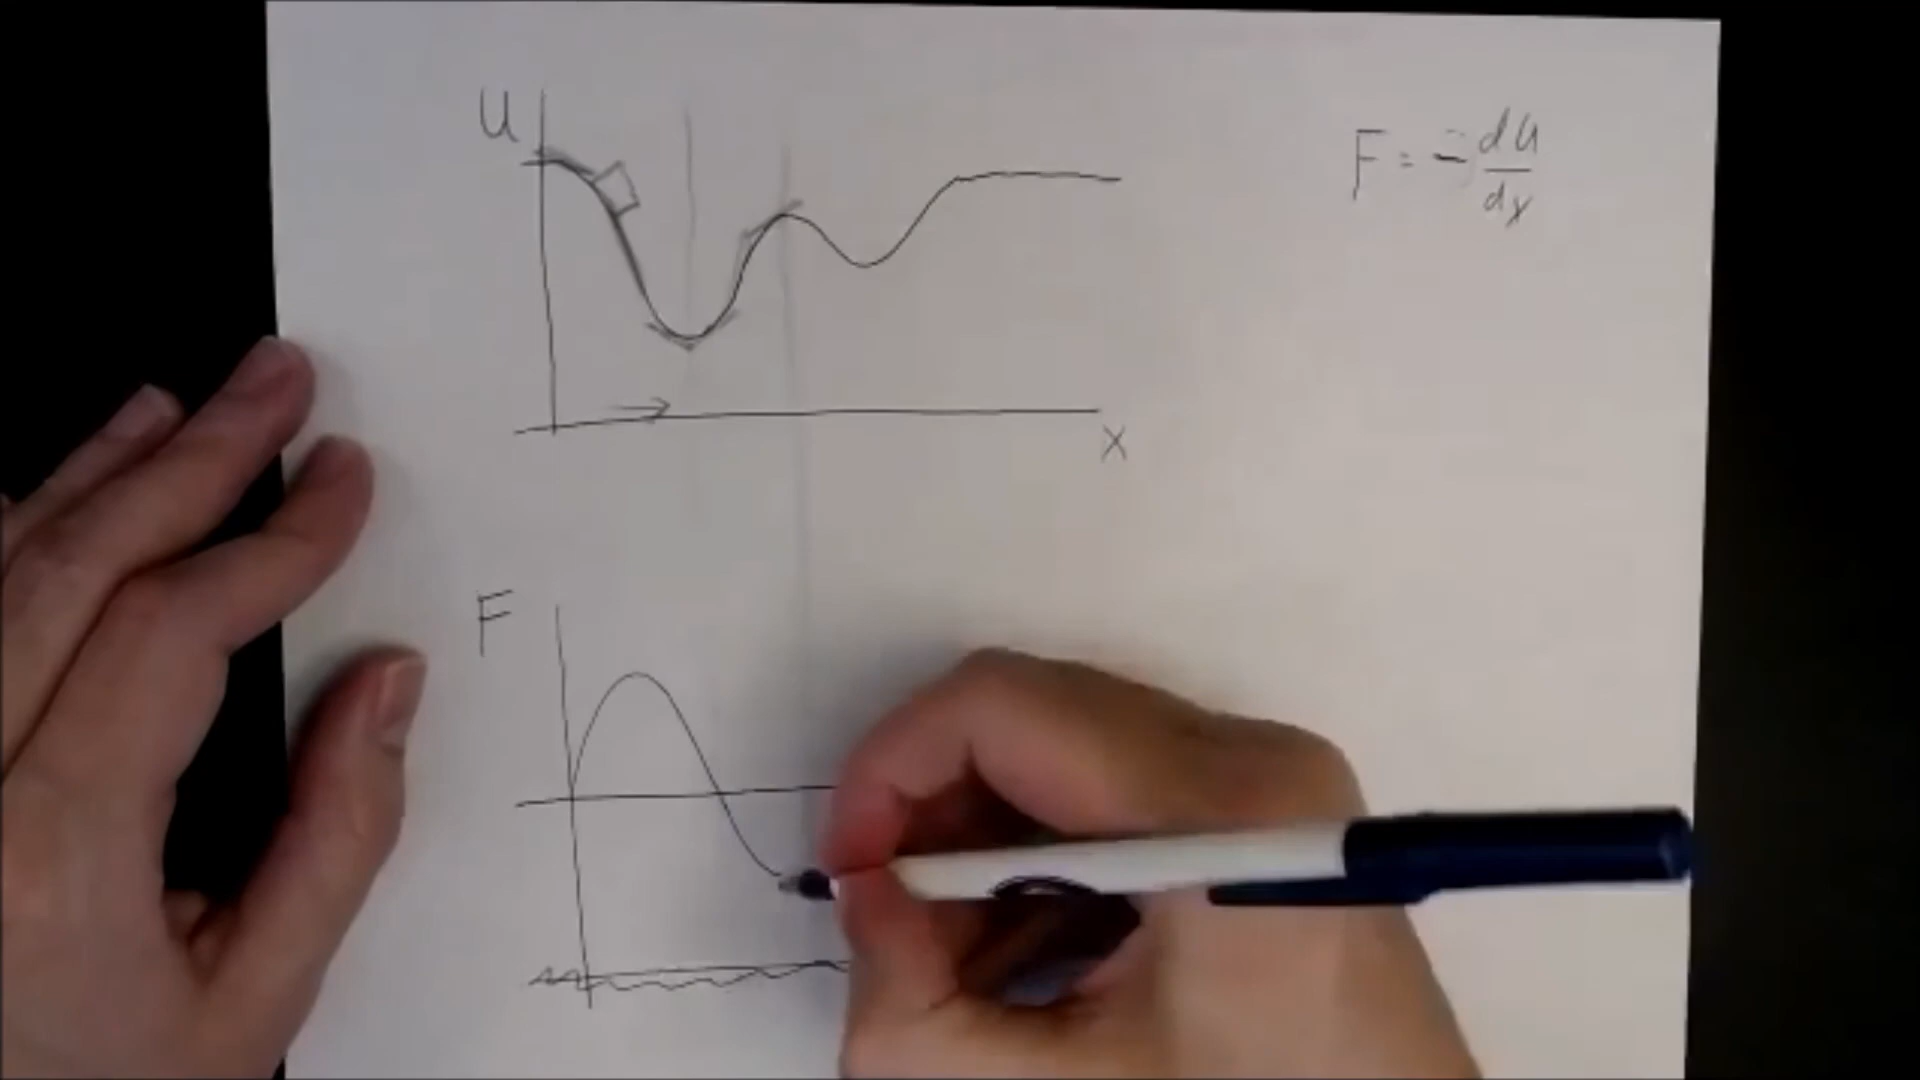 U
F = - dU/dx
x
F